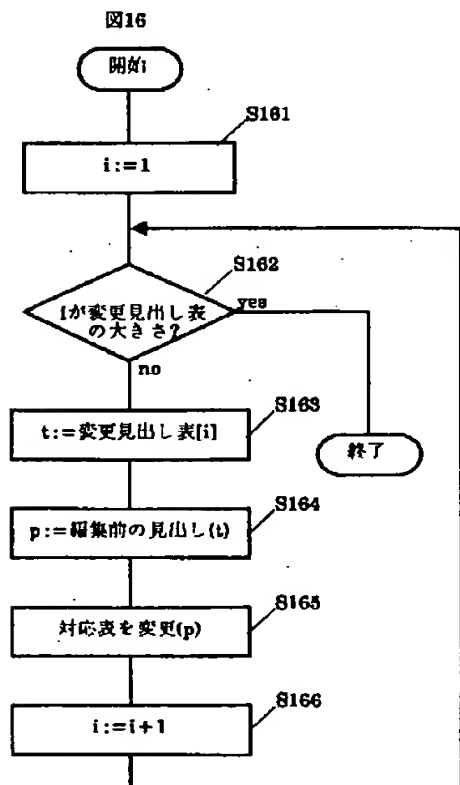 図16
開始
S161
i:=1
S162
iが変更見出し表
の大きさ?
yes
no
S163
t:=変更見出し表[i]
終了
S164
p:=編集前の見出し(t)
S165
対応表を変更(p)
S166
i:=i+1